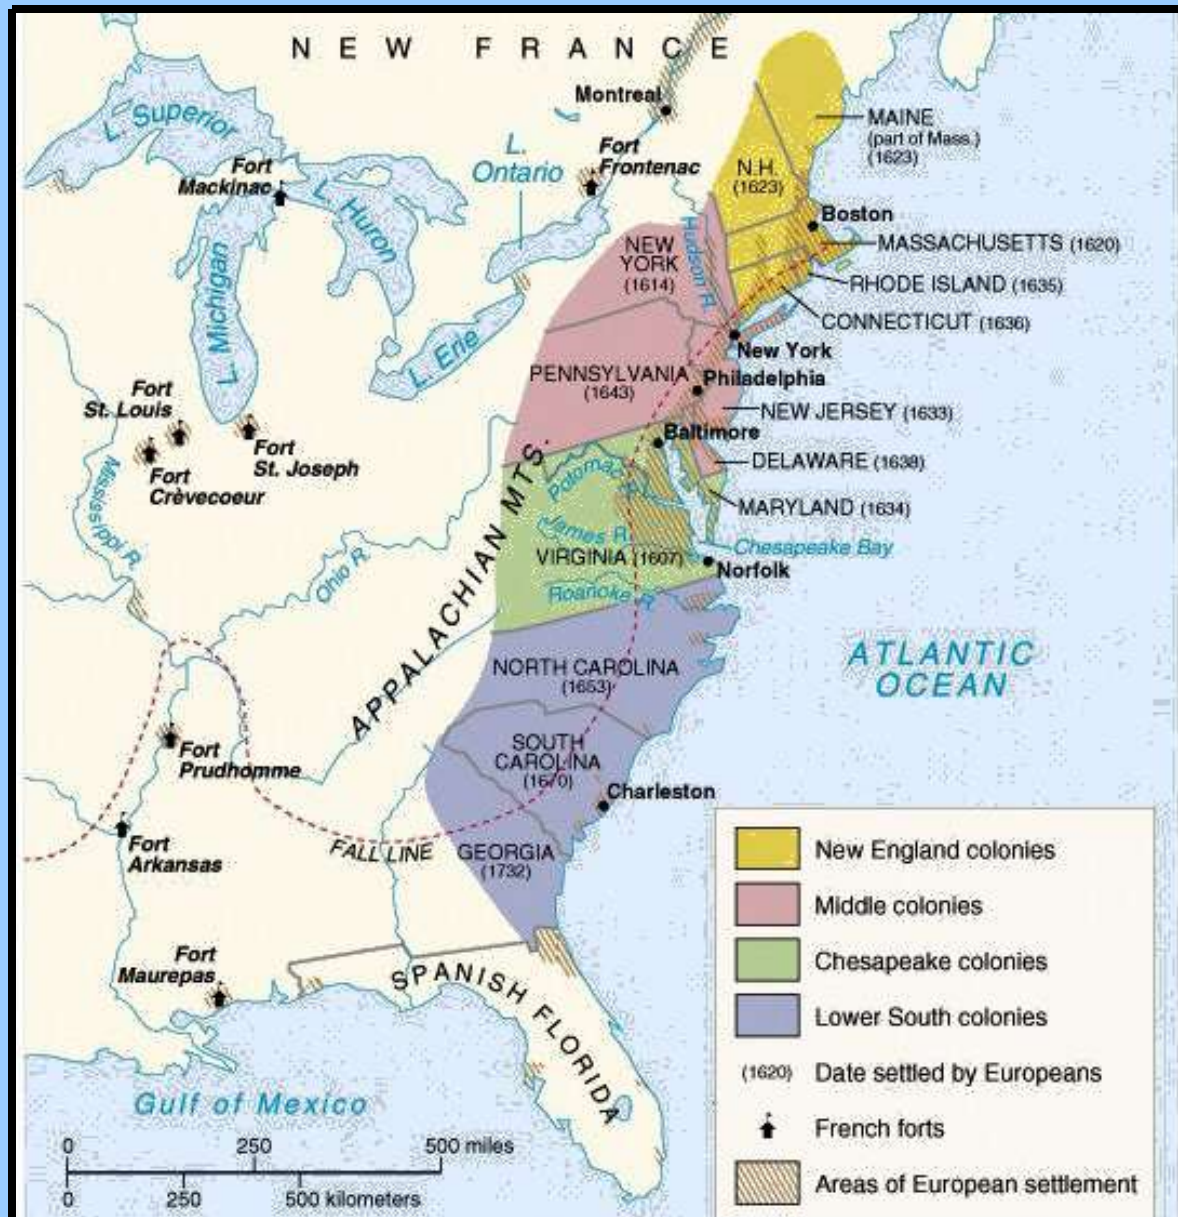 NEW FRANCE
Montreal
L. Superior
Fort
Mackinac
L. Huron
L.
Ontario
Fort
Frontenac
MAINE
(part of Mass.)
(1623)
N.H.
(1623)
Boston
MASSACHUSETTS (1620)
Hudson R.
NEW
YORK
(1614)
RHODE ISLAND (1635)
CONNECTICUT (1636)
L. Michigan
L. Erie
New York
PENNSYLVANIA
(1643)
Philadelphia
NEW JERSEY (1633)
Fort
St. Louis
Fort
St. Joseph
Fort
Crèvecoeur
Baltimore
DELAWARE (1638)
MARYLAND (1634)
Mississippi R.
Ohio R.
APPALACHIAN MTS.
Potomac R.
James R.
VIRGINIA (1607)
Chesapeake Bay
Norfolk
Roanoke R.
ATLANTIC
OCEAN
NORTH CAROLINA
(1653)
SOUTH
CAROLINA
(1670)
Charleston
Fort
Prudhomme
Fort
Arkansas
FALL LINE
GEORGIA
(1732)
Fort
Maurepas
SPANISH FLORIDA
Gulf of Mexico
0 250 500 miles
0 250 500 kilometers
New England colonies
Middle colonies
Chesapeake colonies
Lower South colonies
(1620) Date settled by Europeans
French forts
Areas of European settlement